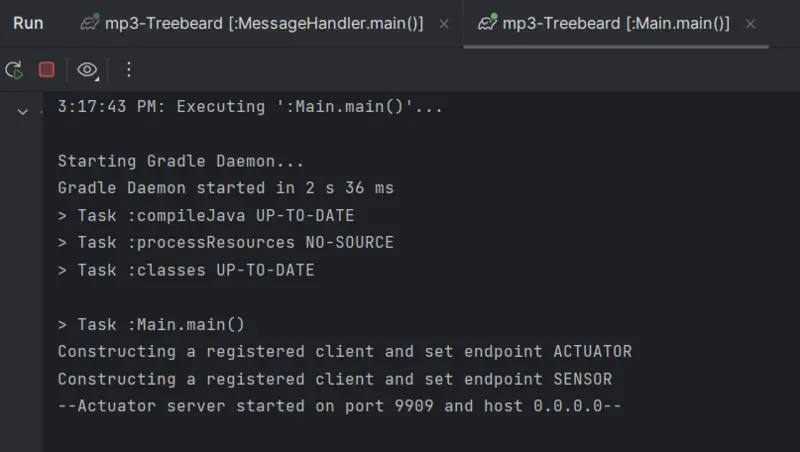 Run mp3-Treebeard [:MessageHandler.main()] mp3-Treebeard [:Main.main()]
3:17:43 PM: Executing ':Main.main()'...
Starting Gradle Daemon...
Gradle Daemon started in 2 s 36 ms
> Task :compileJava UP-TO-DATE
> Task :processResources NO-SOURCE
> Task :classes UP-TO-DATE
> Task :Main.main()
Constructing a registered client and set endpoint ACTUATOR
Constructing a registered client and set endpoint SENSOR
--Actuator server started on port 9909 and host 0.0.0.0--